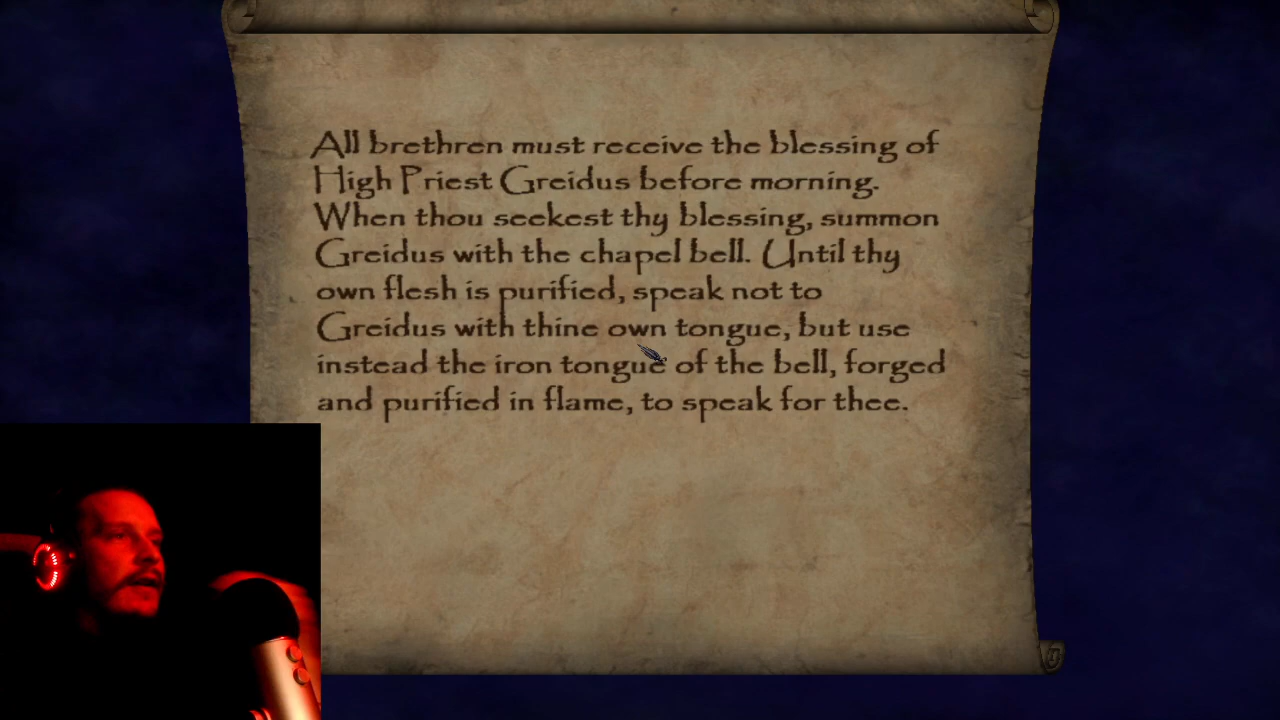 All brethren must receive the blessing of
High Priest Greidus before morning.
When thou seekest thy blessing, summon
Greidus with the chapel bell. Until thy
own flesh is purified, speak not to
Greidus with thine own tongue, but use
instead the iron tongue of the bell, forged
and purified in flame, to speak for thee.